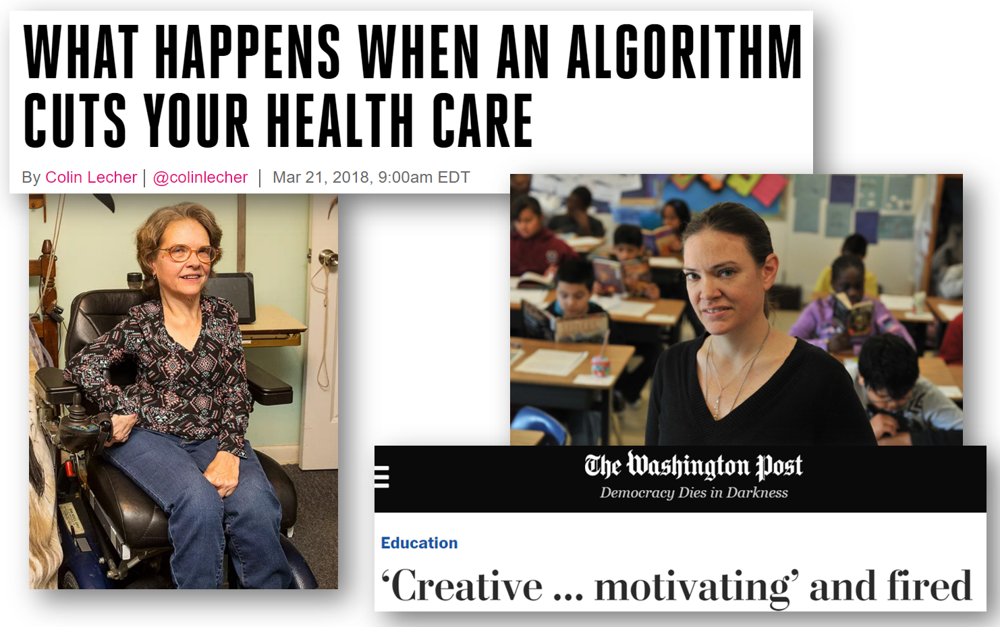 WHAT HAPPENS WHEN AN ALGORITHM
CUTS YOUR HEALTH CARE
By Colin Lecher | @colinlecher | Mar 21, 2018, 9:00am EDT
The Washington Post
Democracy Dies in Darkness
Education
‘Creative ... motivating’ and fired